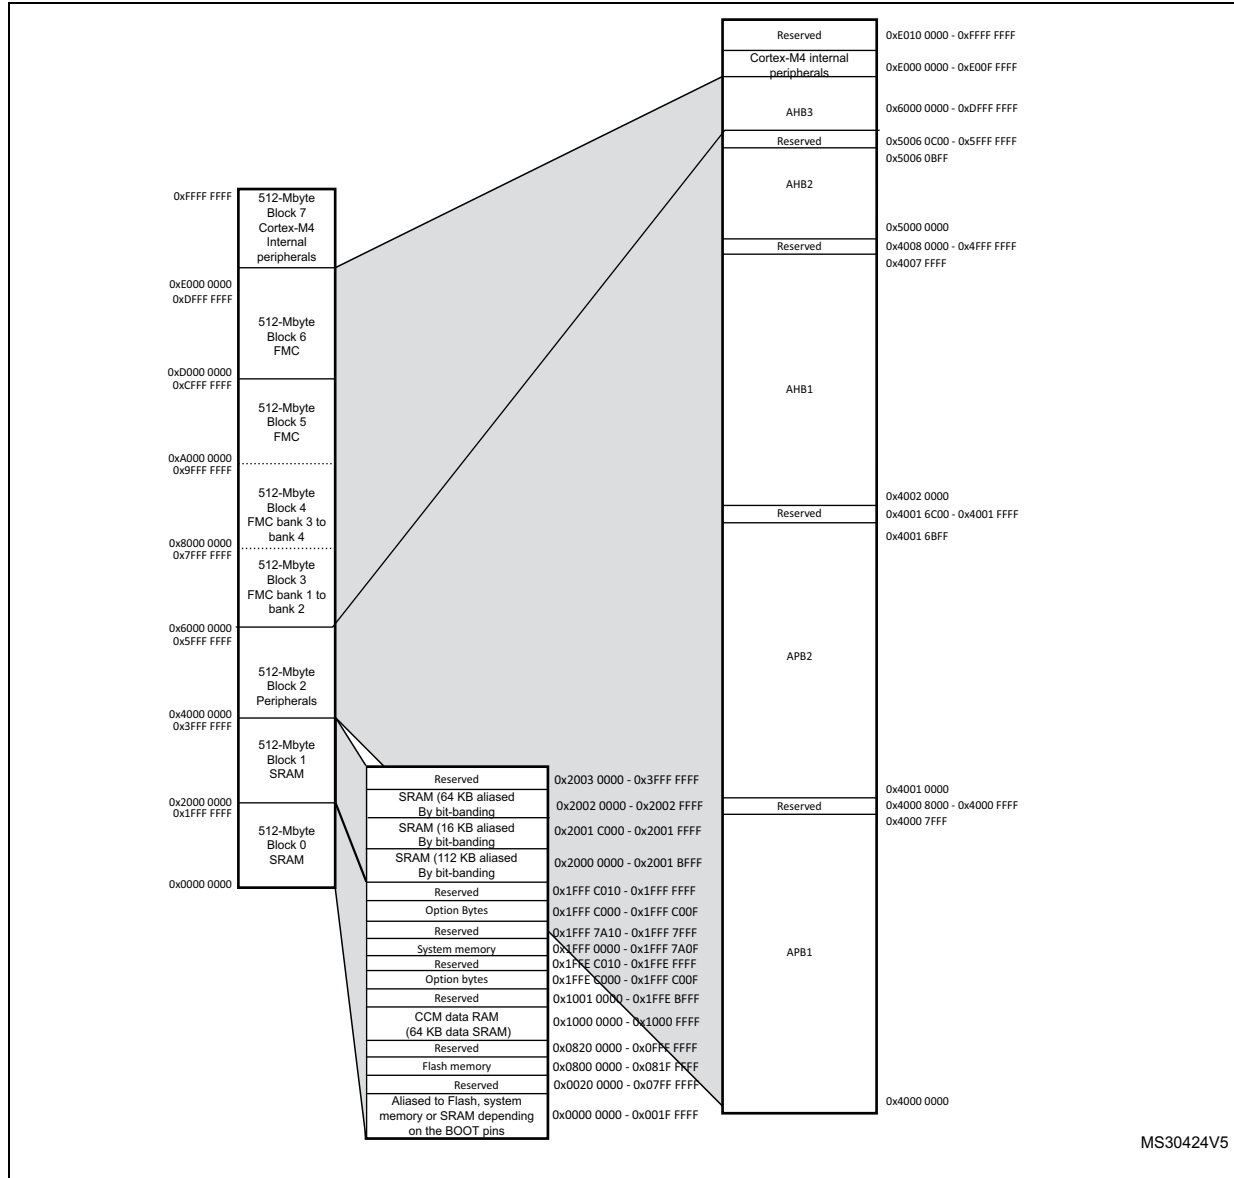 0xFFFF FFFF
512-Mbyte
Block 7
Cortex-M4
Internal
peripherals
0xE000 0000
0xDFFF FFFF
512-Mbyte
Block 6
FMC
0xD000 0000
0xCFFF FFFF
512-Mbyte
Block 5
FMC
0xA000 0000
0x9FFF FFFF
512-Mbyte
Block 4
FMC bank 3 to
bank 4
0x8000 0000
0x7FFF FFFF
512-Mbyte
Block 3
FMC bank 1 to
bank 2
0x6000 0000
0x5FFF FFFF
512-Mbyte
Block 2
Peripherals
0x4000 0000
0x3FFF FFFF
512-Mbyte
Block 1
SRAM
0x2000 0000
0x1FFF FFFF
512-Mbyte
Block 0
SRAM
0x0000 0000
Reserved 0x2003 0000 - 0x3FFF FFFF
SRAM (64 KB aliased
By bit-banding
0x2002 0000 - 0x2002 FFFF
SRAM (16 KB aliased
By bit-banding
0x2001 C000 - 0x2001 FFFF
SRAM (112 KB aliased
By bit-banding
0x2000 0000 - 0x2001 BFFF
Reserved 0x1FFF C010 - 0x1FFF FFFF
Option Bytes 0x1FFF C000 - 0x1FFF C00F
Reserved 0x1FFF 7A10 - 0x1FFF 7FFF
System memory 0x1FFF 0000 - 0x1FFF 7A0F
Reserved 0x1FFE C010 - 0x1FFE FFFF
Option bytes 0x1FFE C000 - 0x1FFF C00F
Reserved 0x1001 0000 - 0x1FFE BFFF
CCM data RAM
(64 KB data SRAM)
0x1000 0000 - 0x1000 FFFF
Reserved 0x0820 0000 - 0x0FFF FFFF
Flash memory 0x0800 0000 - 0x081F FFFF
Reserved 0x0020 0000 - 0x07FF FFFF
Aliased to Flash, system
memory or SRAM depending
on the BOOT pins
0x0000 0000 - 0x001F FFFF
Reserved 0xE010 0000 - 0xFFFF FFFF
Cortex-M4 internal
peripherals
0xE000 0000 - 0xE00F FFFF
AHB3 0x6000 0000 - 0xDFFF FFFF
Reserved 0x5006 0C00 - 0x5FFF FFFF
0x5006 0BFF
AHB2
0x5000 0000
Reserved 0x4008 0000 - 0x4FFF FFFF
0x4007 FFFF
AHB1
0x4002 0000
Reserved 0x4001 6C00 - 0x4001 FFFF
0x4001 6BFF
APB2
0x4001 0000
Reserved 0x4000 8000 - 0x4000 FFFF
0x4000 7FFF
APB1
0x4000 0000
MS30424V5